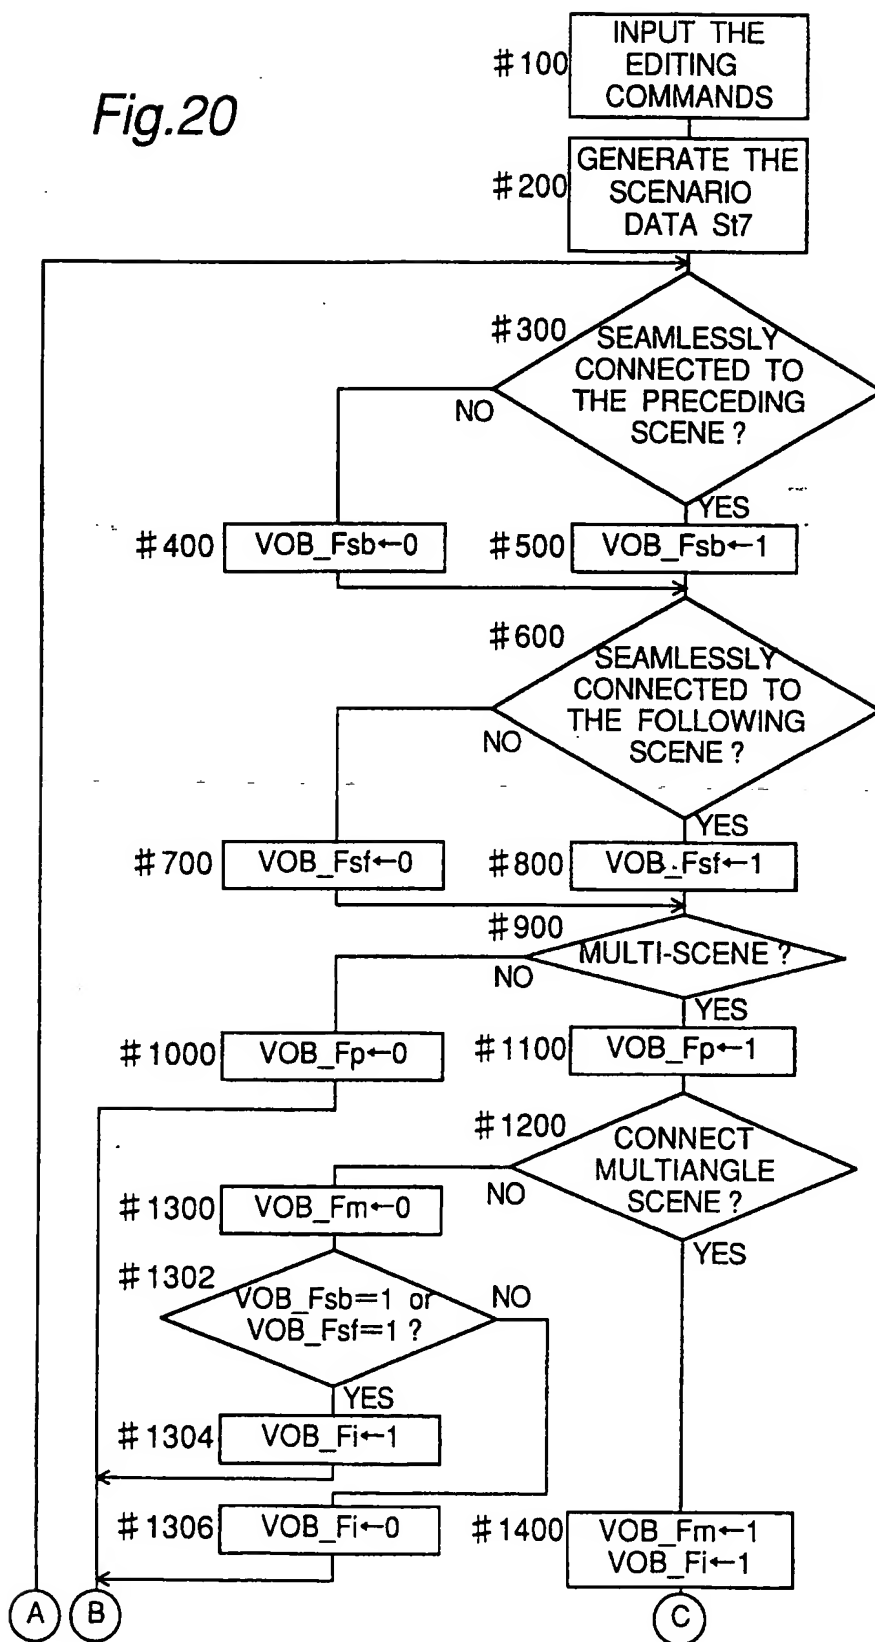 Fig.20
#100
INPUT THE
EDITING
COMMANDS
#200
GENERATE THE
SCENARIO
DATA St7
#300
SEAMLESSLY
CONNECTED TO
THE PRECEDING
SCENE ?
NO
YES
#400
VOB_Fsb←0
#500
VOB_Fsb←1
#600
SEAMLESSLY
CONNECTED TO
THE FOLLOWING
SCENE ?
NO
YES
#700
VOB_Fsf←0
#800
VOB_Fsf←1
#900
MULTI-SCENE ?
NO
YES
#1000
VOB_Fp←0
#1100
VOB_Fp←1
#1200
CONNECT
MULTIANGLE
SCENE ?
NO
YES
#1300
VOB_Fm←0
#1302
VOB_Fsb=1 or
VOB_Fsf=1 ?
NO
YES
#1304
VOB_Fi←1
#1306
VOB_Fi←0
#1400
VOB_Fm←1
VOB_Fi←1
A
B
C